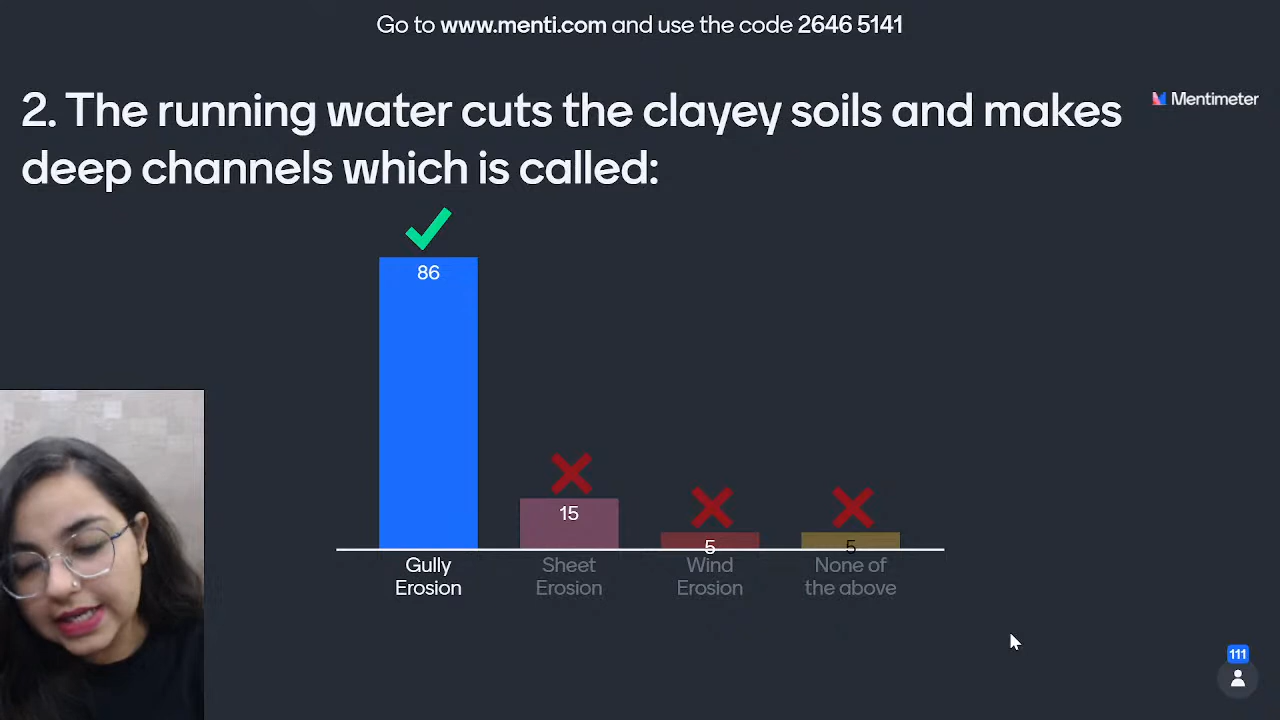 Go to www.menti.com and use the code 2646 5141
2. The running water cuts the clayey soils and makes
deep channels which is called:
Mentimeter
86
15
5
5
Gully
Erosion
Sheet
Erosion
Wind
Erosion
None of
the above
111